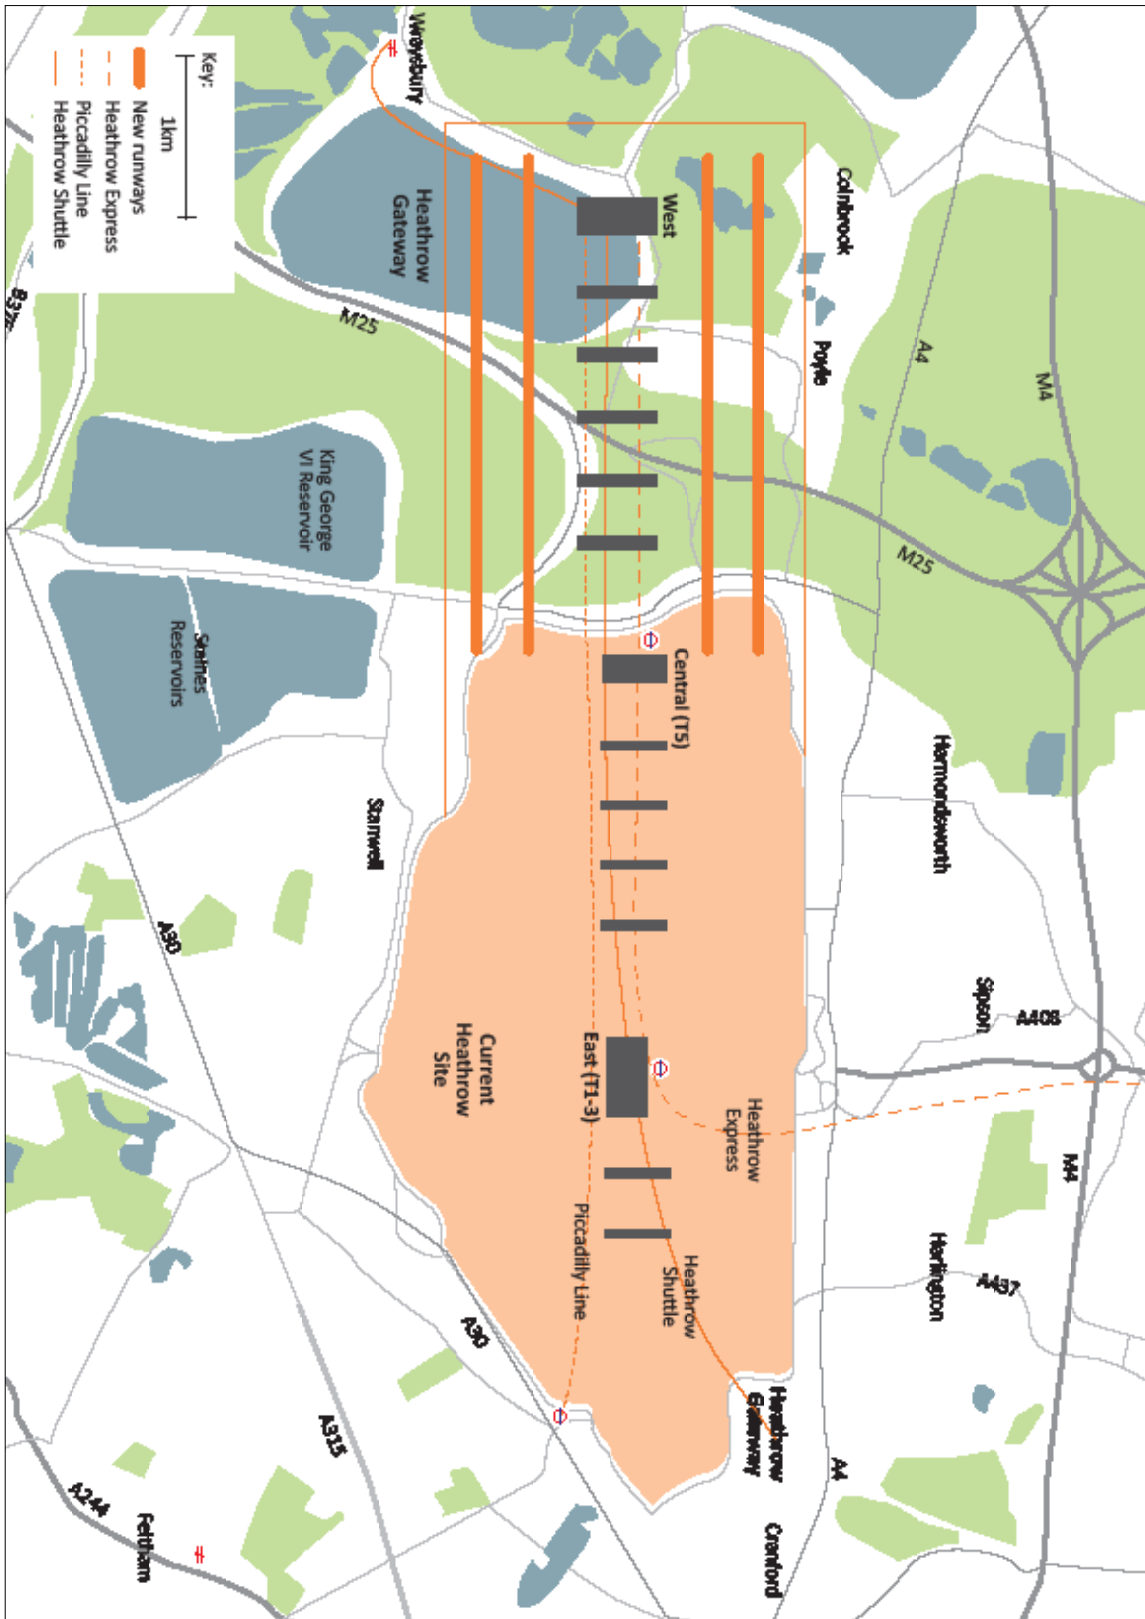 Key:
1km
New runways
Heathrow Express
Piccadilly Line
Heathrow Shuttle
Wraysbury
Heathrow
Gateway
West
Colnbrook
Poyle
M25
A4
M4
M25
King George
VI Reservoir
Staines
Reservoirs
Central (T5)
Harmondsworth
Stanwell
A30
Sipson
A408
Current
Heathrow
Site
East (T1-3)
Heathrow
Express
M4
Piccadilly Line
Heathrow
Shuttle
Harlington
A437
A30
Heathrow
Gateway
A4
A315
A244
Feltham
Cranford